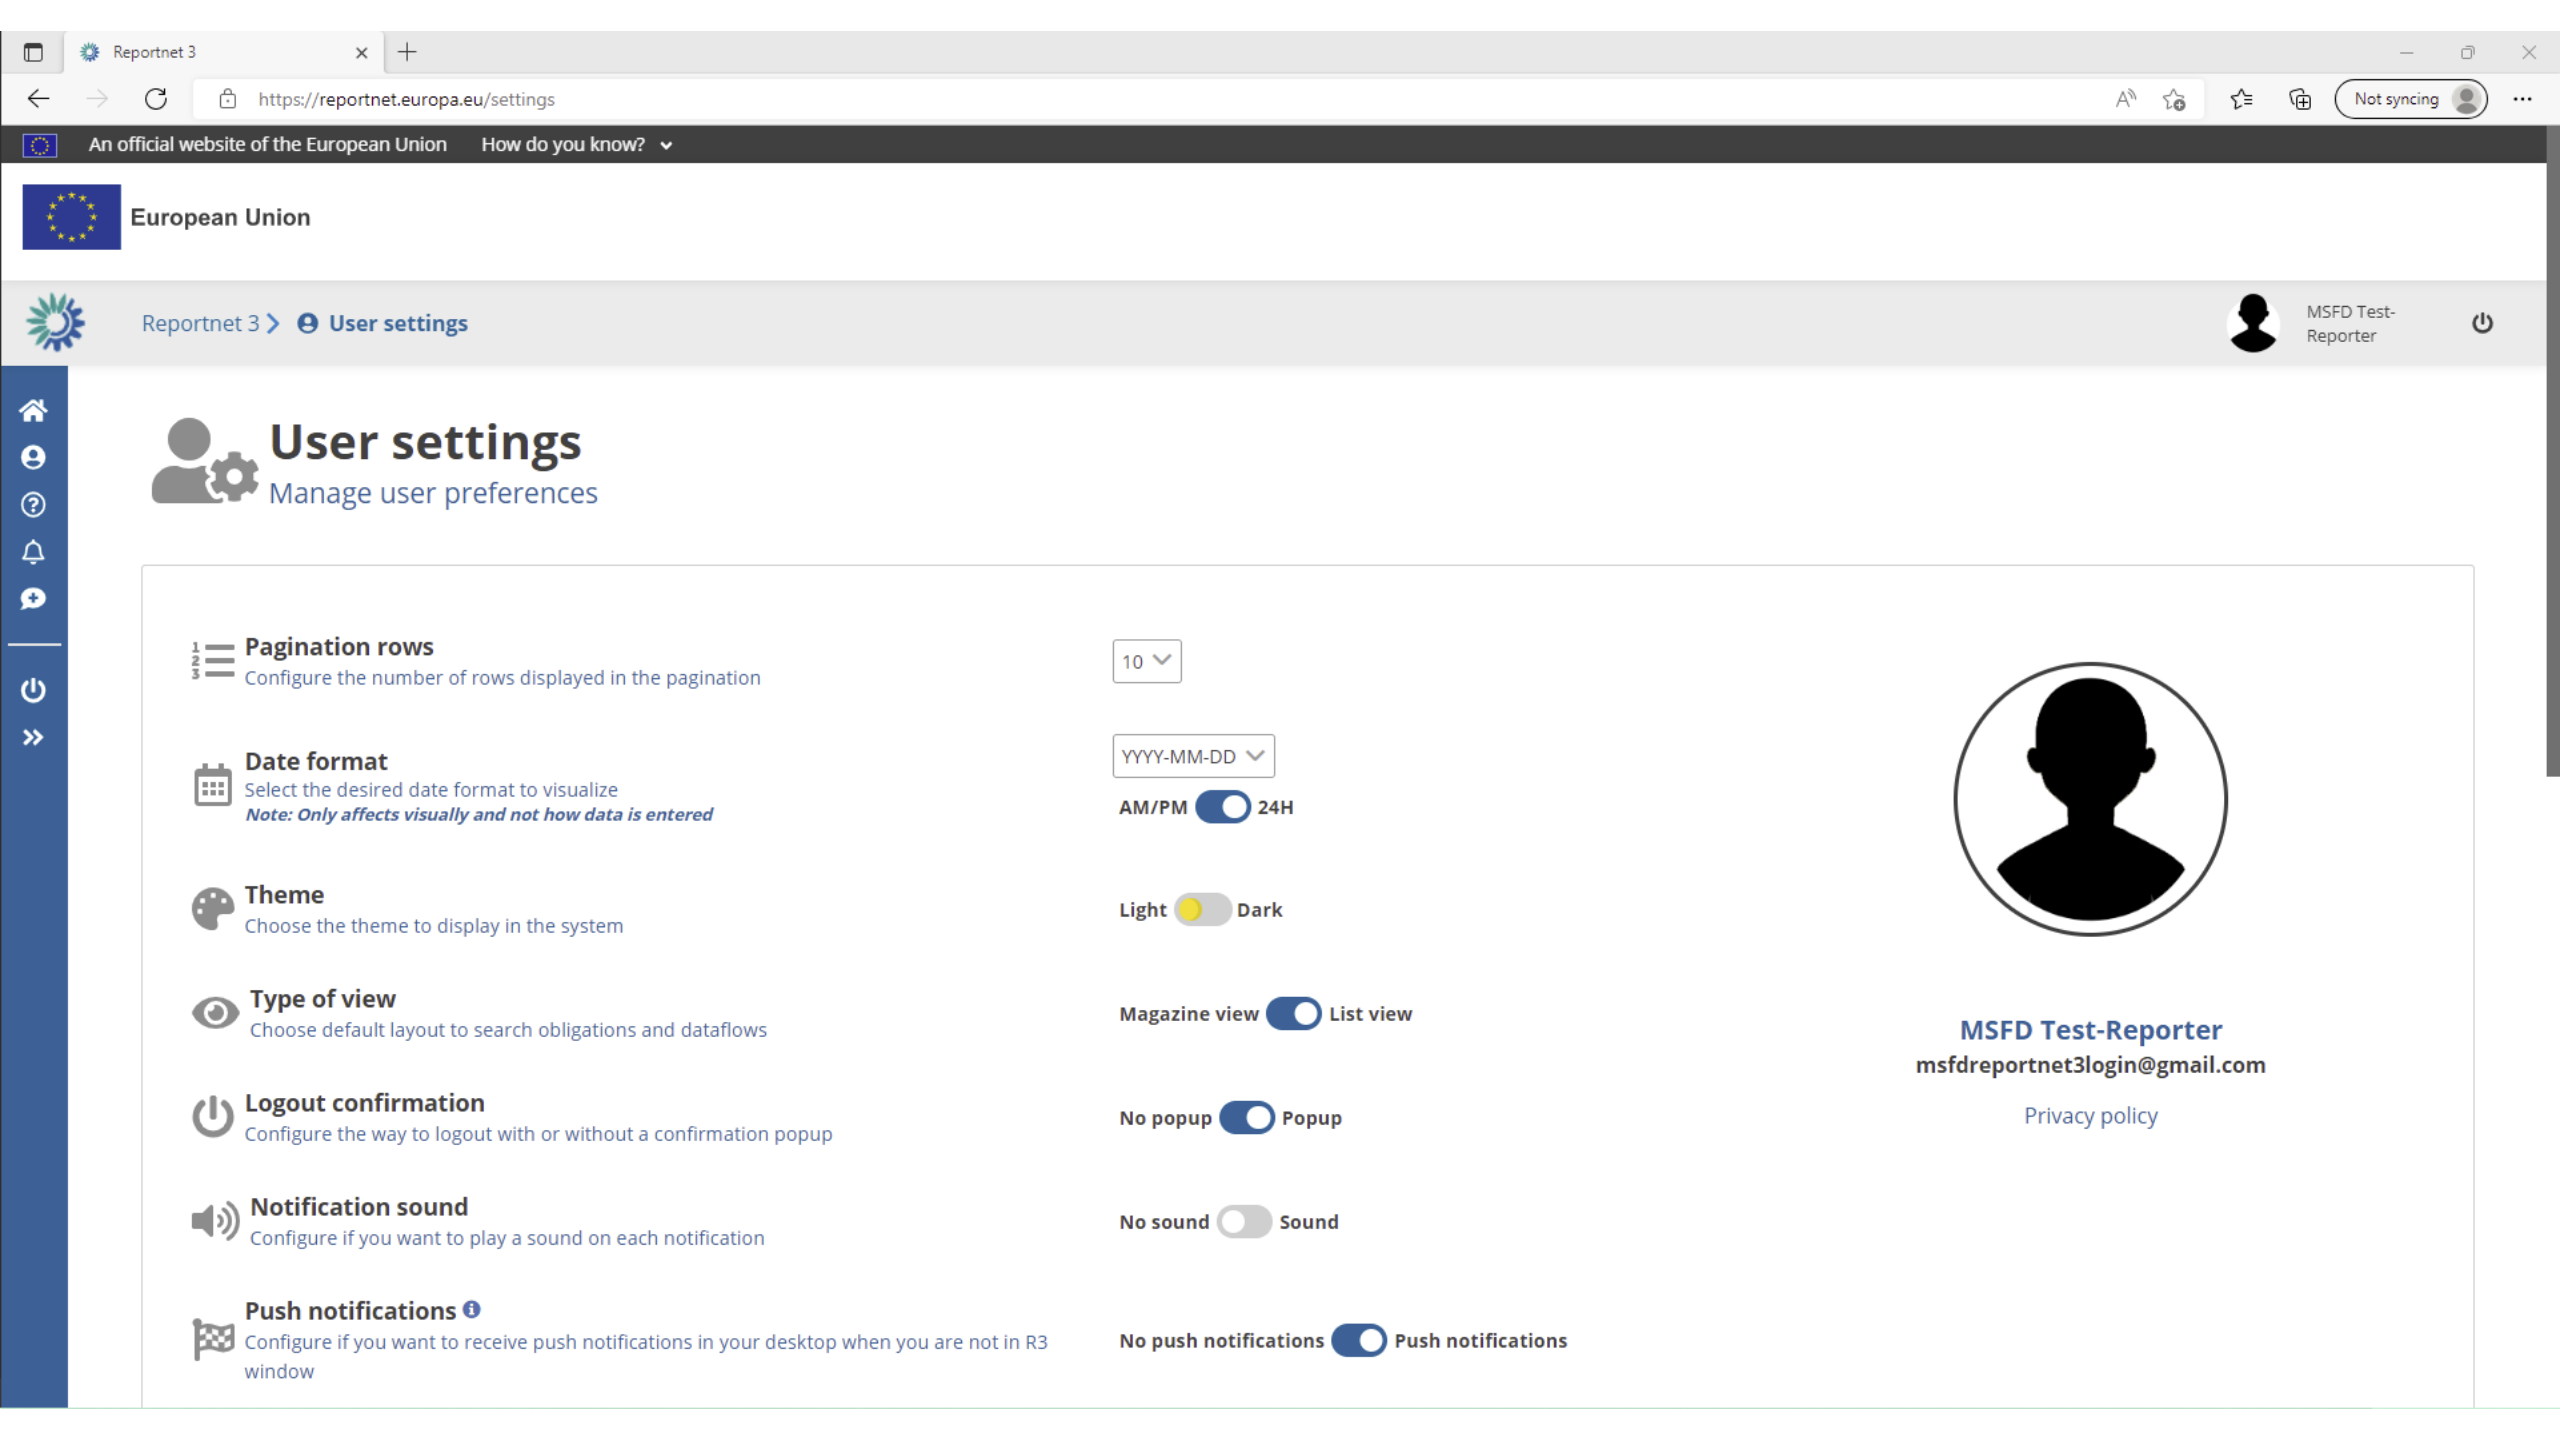 Reportnet 3
https://reportnet.europa.eu/settings
Not syncing
An official website of the European Union How do you know?
European Union
Reportnet 3 User settings
MSFD Test-
Reporter
User settings
Manage user preferences
1
2
3
Pagination rows
Configure the number of rows displayed in the pagination
10
Date format
Select the desired date format to visualize
Note: Only affects visually and not how data is entered
YYYY-MM-DD
AM/PM 24H
Theme
Choose the theme to display in the system
Light Dark
Type of view
Choose default layout to search obligations and dataflows
Magazine view List view
Logout confirmation
Configure the way to logout with or without a confirmation popup
No popup Popup
Notification sound
Configure if you want to play a sound on each notification
No sound Sound
Push notifications
Configure if you want to receive push notifications in your desktop when you are not in R3
window
No push notifications Push notifications
MSFD Test-Reporter
msfdreportnet3login@gmail.com
Privacy policy